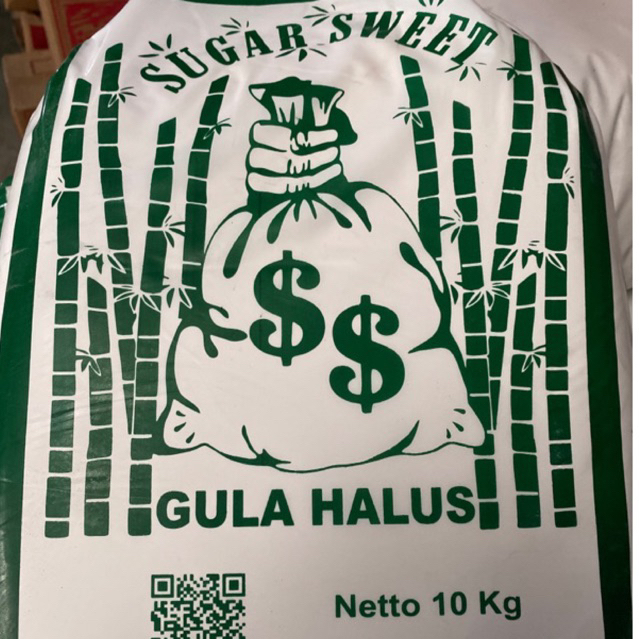 SUGAR SWEET
$
$
GULA HALUS
Netto 10 Kg